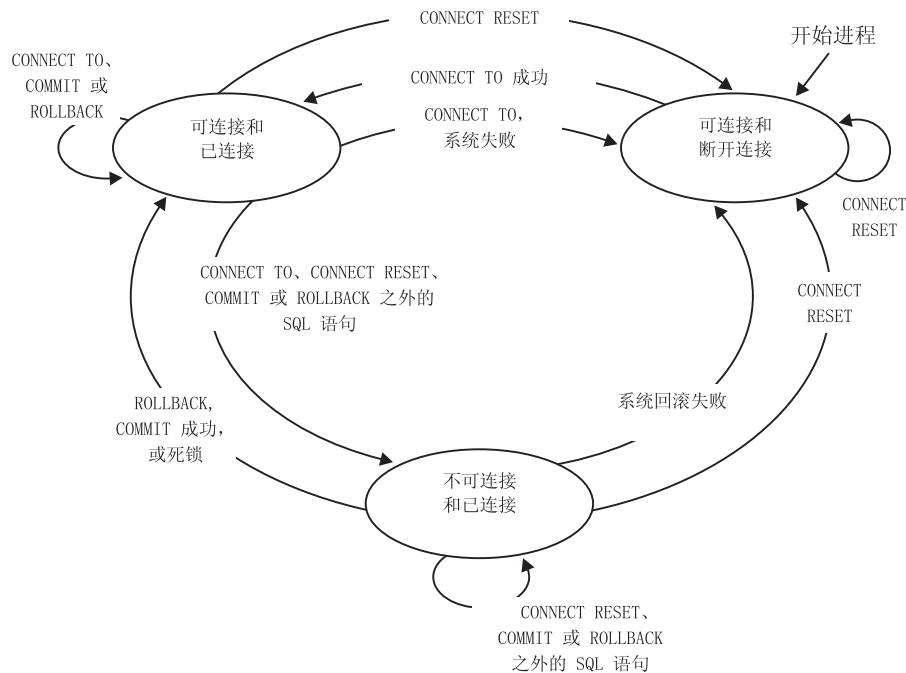 CONNECT RESET
开始进程
CONNECT TO、
COMMIT 或
ROLLBACK
CONNECT TO 成功
CONNECT TO，
系统失败
可连接和
已连接
可连接和
断开连接
CONNECT
RESET
CONNECT TO、CONNECT RESET、
COMMIT 或 ROLLBACK 之外的
SQL 语句
CONNECT
RESET
ROLLBACK,
COMMIT 成功，
或死锁
系统回滚失败
不可连接
和已连接
CONNECT RESET、
COMMIT 或 ROLLBACK
之外的 SQL 语句